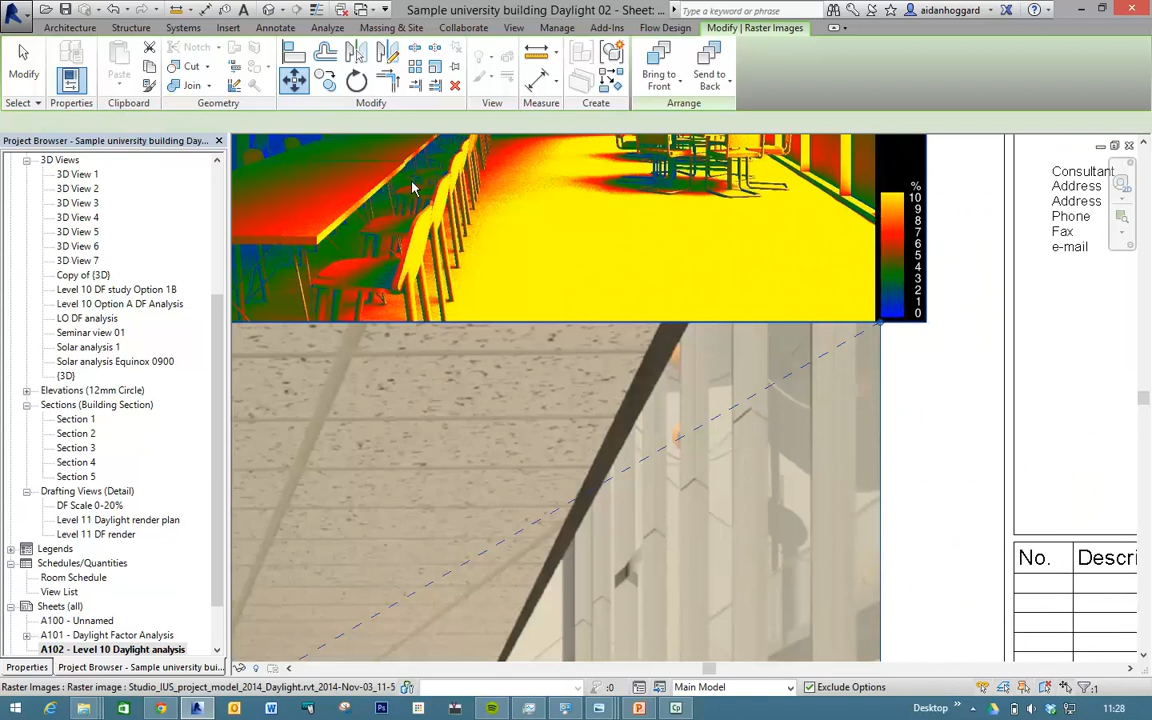 Sample university building Daylight 02 - Sheet: ...
Type a keyword or phrase
aidanhoggard
Architecture Structure Systems Insert Annotate Analyze Massing & Site Collaborate View Manage Add-Ins Flow Design Modify | Raster Images
Modify
Properties
Paste
Notch
Cut
Join
Bring to
Front
Send to
Back
Select Properties Clipboard Geometry Modify View Measure Create Arrange
Project Browser - Sample university building Day...
3D Views
3D View 1
3D View 2
3D View 3
3D View 4
3D View 5
3D View 6
3D View 7
Copy of {3D}
Level 10 DF study Option 1B
Level 10 Option A DF Analysis
LO DF analysis
Seminar view 01
Solar analysis 1
Solar analysis Equinox 0900
{3D}
Elevations (12mm Circle)
Sections (Building Section)
Section 1
Section 2
Section 3
Section 4
Section 5
Drafting Views (Detail)
DF Scale 0-20%
Level 11 Daylight render plan
Level 11 DF render
Legends
Schedules/Quantities
Room Schedule
View List
Sheets (all)
A100 - Unnamed
A101 - Daylight Factor Analysis
A102 - Level 10 Daylight analysis
Properties
Project Browser - Sample university bu...
%
10
9
8
7
6
5
4
3
2
1
0
Consultant
Address
Address
Phone
Fax
e-mail
No. Descri
Raster Images : Raster image : Studio_IUS_project_model_2014_Daylight.rvt_2014-Nov-03_11-5
:0
Main Model
Exclude Options
:1
Desktop
11:28